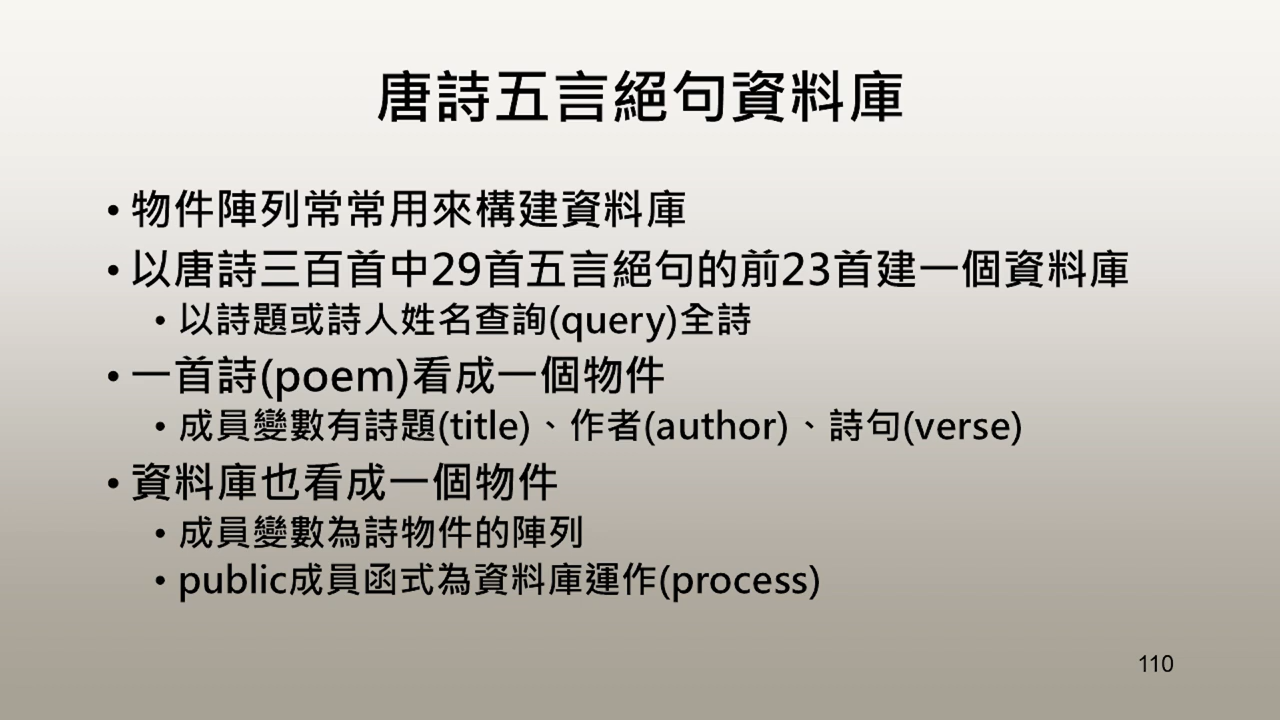 唐詩五言絕句資料庫
• 物件陣列常常用來構建資料庫
• 以唐詩三百首中29首五言絕句的前23首建一個資料庫
• 以詩題或詩人姓名查詢(query)全詩
• 一首詩(poem)看成一個物件
• 成員變數有詩題(title)、作者(author)、詩句(verse)
• 資料庫也看成一個物件
• 成員變數為詩物件的陣列
• public成員函式為資料庫運作(process)
110